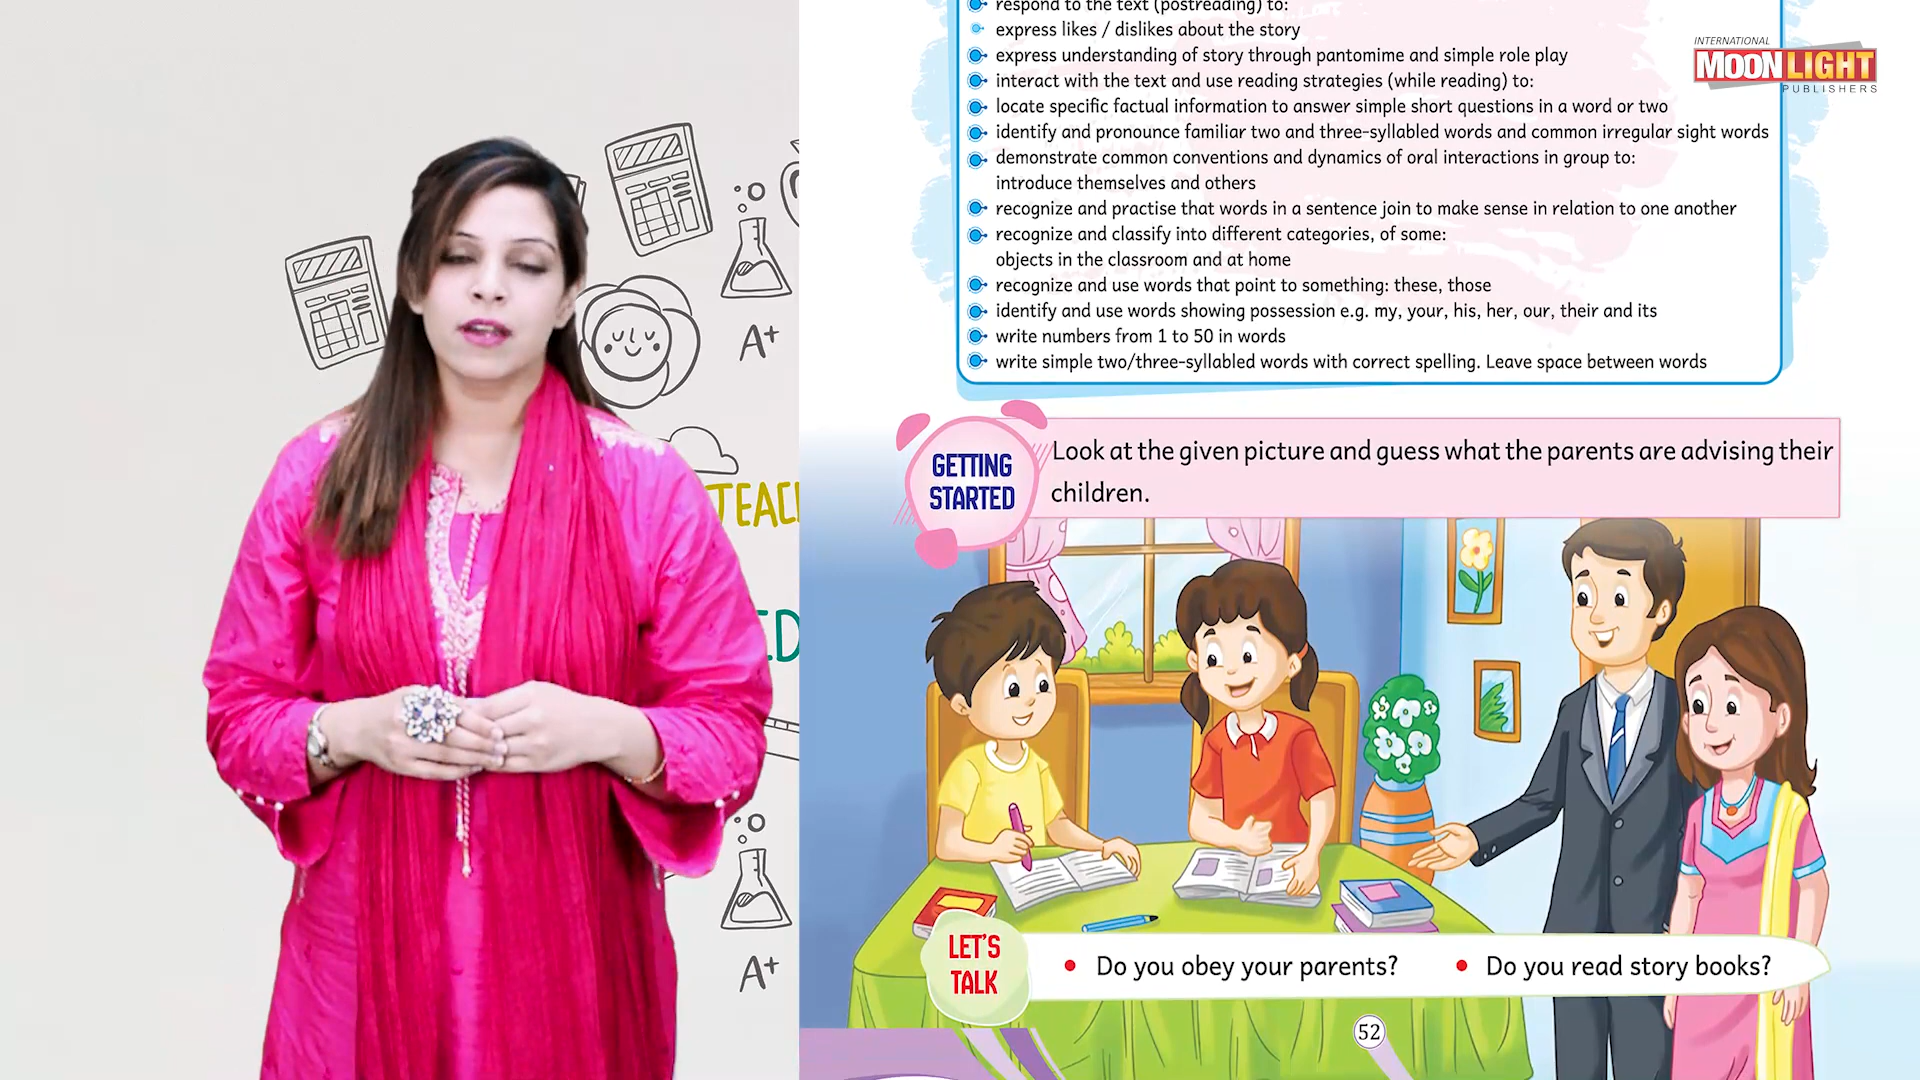 respond to the text (postreading) to:
express likes / dislikes about the story
express understanding of story through pantomime and simple role play
interact with the text and use reading strategies (while reading) to:
locate specific factual information to answer simple short questions in a word or two
identify and pronounce familiar two and three-syllabled words and common irregular sight words
demonstrate common conventions and dynamics of oral interactions in group to:
introduce themselves and others
recognize and practise that words in a sentence join to make sense in relation to one another
recognize and classify into different categories, of some:
objects in the classroom and at home
recognize and use words that point to something: these, those
identify and use words showing possession e.g. my, your, his, her, our, their and its
write numbers from 1 to 50 in words
write simple two/three-syllabled words with correct spelling. Leave space between words
INTERNATIONAL
MOONLIGHT
PUBLISHERS
A+
GETTING
STARTED
Look at the given picture and guess what the parents are advising their
children.
LET'S
TALK
Do you obey your parents?
Do you read story books?
A+
52